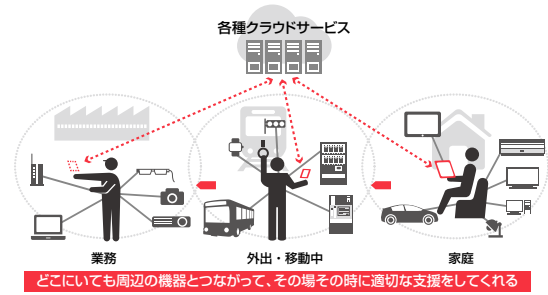 各種クラウドサービス
業務
外出・移動中
家庭
どこにいても周辺の機器とつながって、その場その時に適切な支援をしてくれる